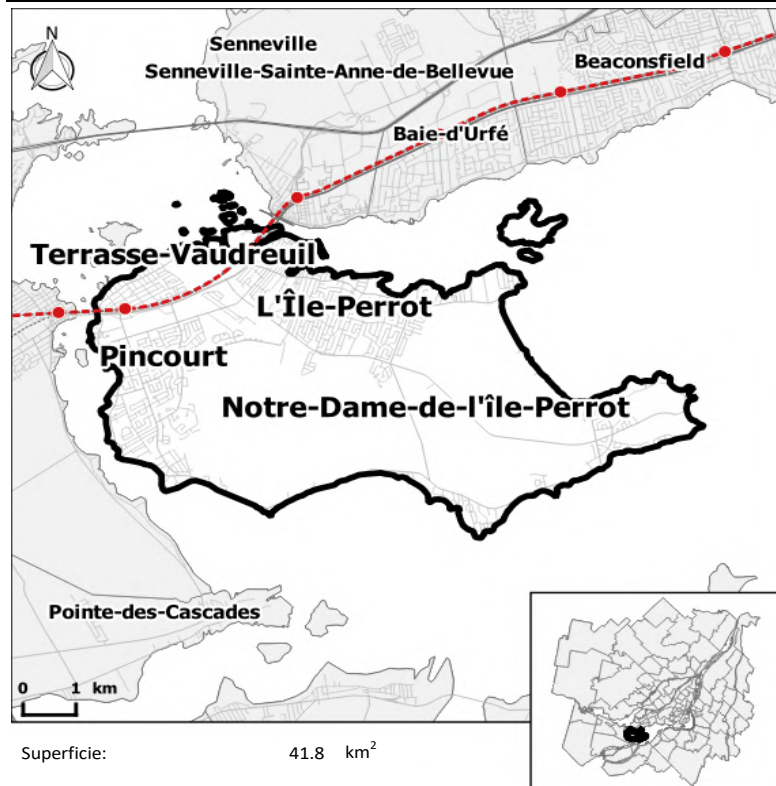 N
Senneville
Senneville-Sainte-Anne-de-Bellevue
Beaconsfield
Baie-d'Urfé
Terrasse-Vaudreuil
L'Île-Perrot
Pincourt
Notre-Dame-de-l'île-Perrot
Pointe-des-Cascades
0 1 km
Superficie: 41.8 km²